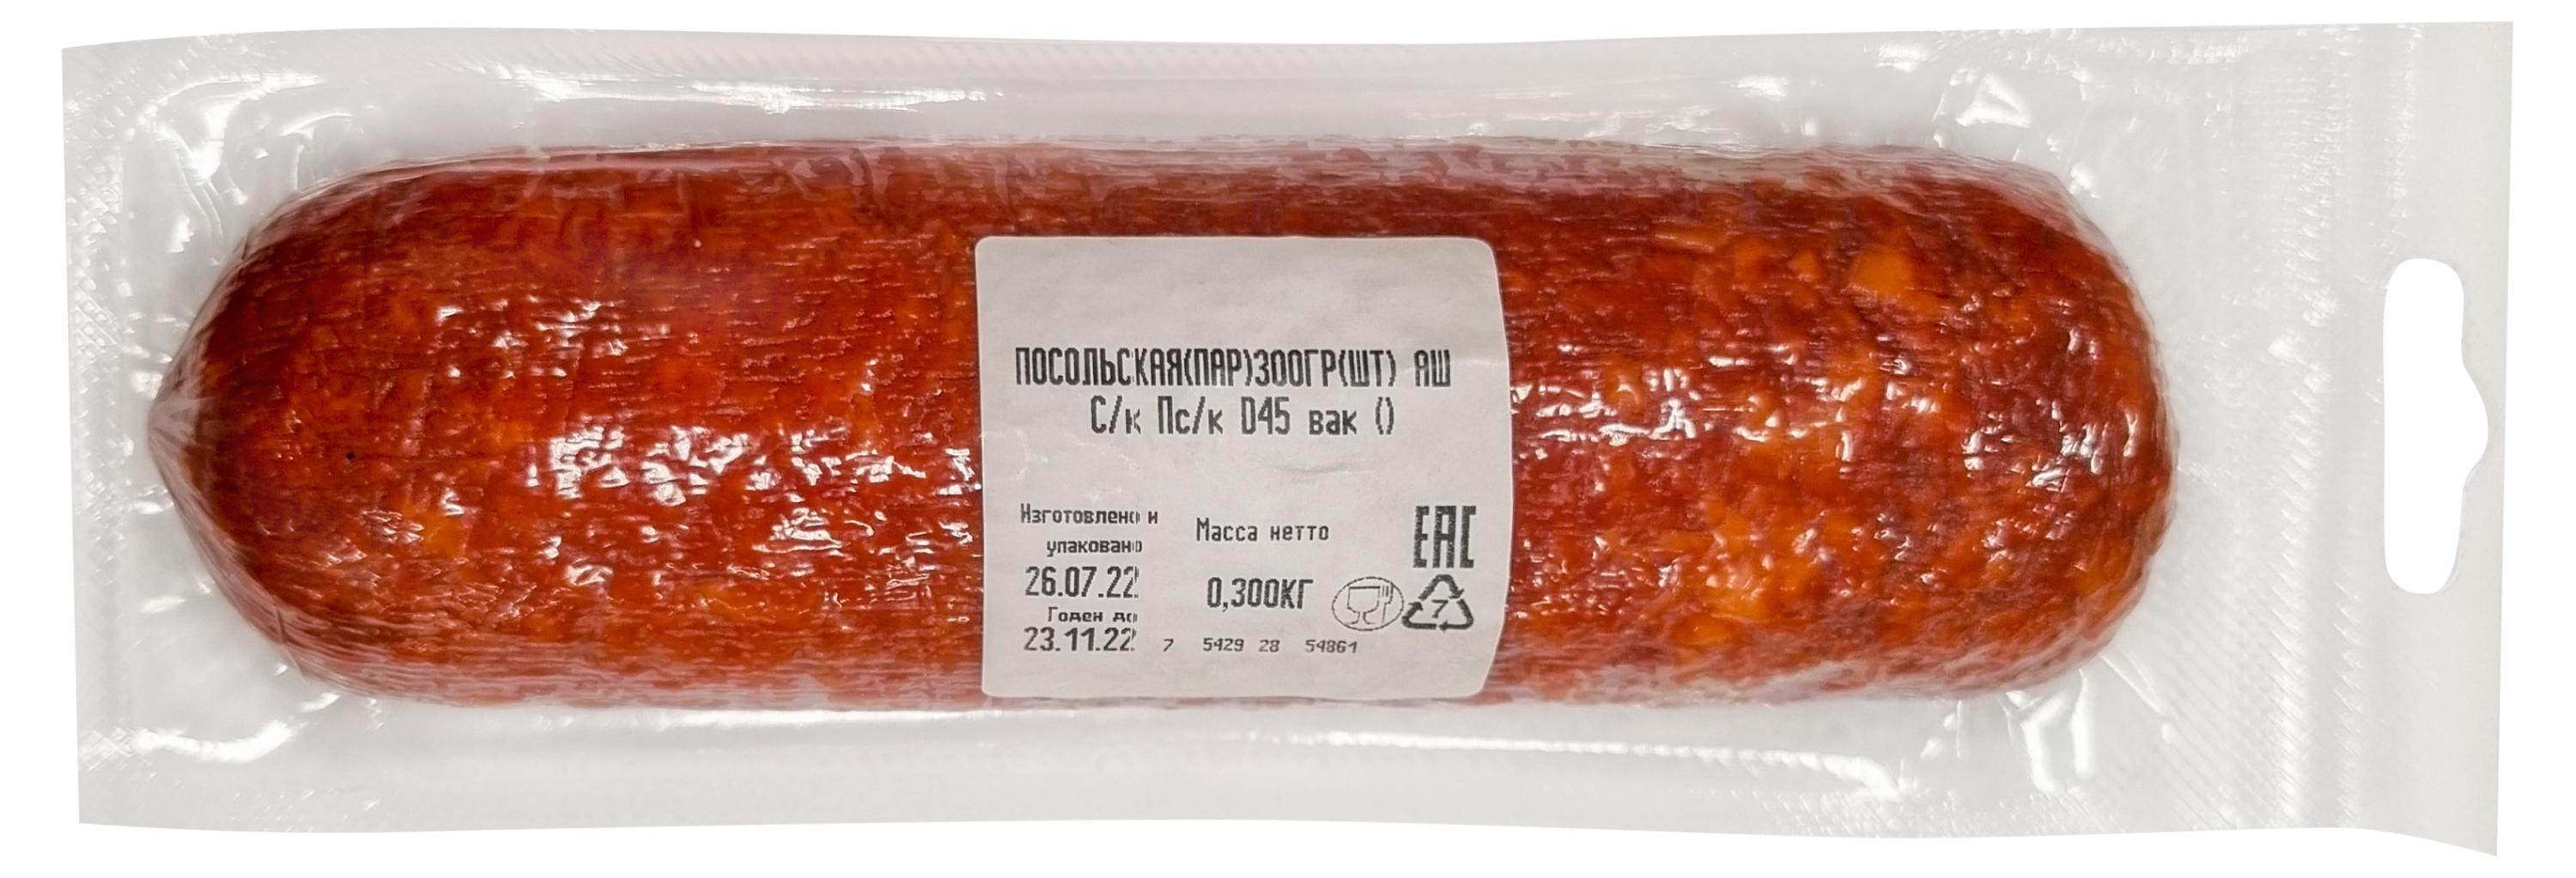 ПОСОЛЬСКАЯ(ПАР)300ГР(ШТ) ЯШ
С/к Пс/к D45 вак ()
Изготовлено и
упаковано
26.07.22
Годен до
23.11.22
Масса нетто
0,300КГ
EAC
7
7 5429 28 54861